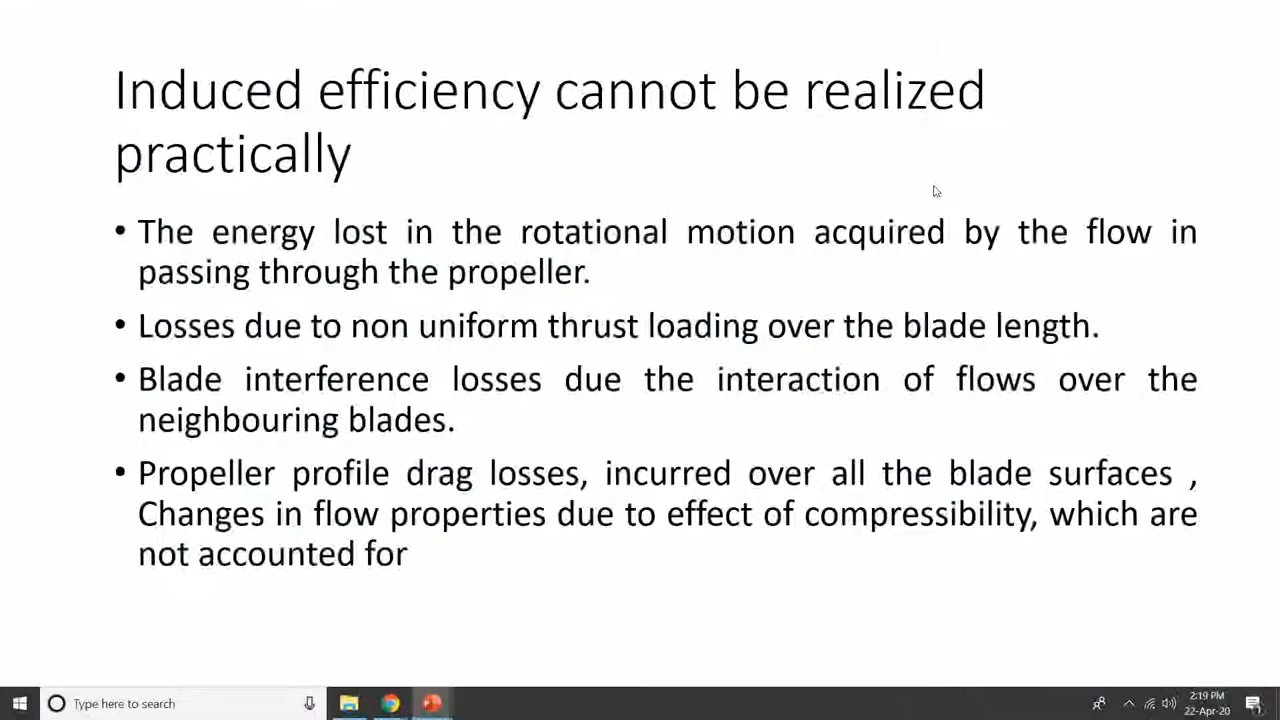 Induced efficiency cannot be realized
practically
• The energy lost in the rotational motion acquired by the flow in
passing through the propeller.
• Losses due to non uniform thrust loading over the blade length.
• Blade interference losses due the interaction of flows over the
neighbouring blades.
• Propeller profile drag losses, incurred over all the blade surfaces ,
Changes in flow properties due to effect of compressibility, which are
not accounted for
Type here to search
2:19 PM
22-Apr-20